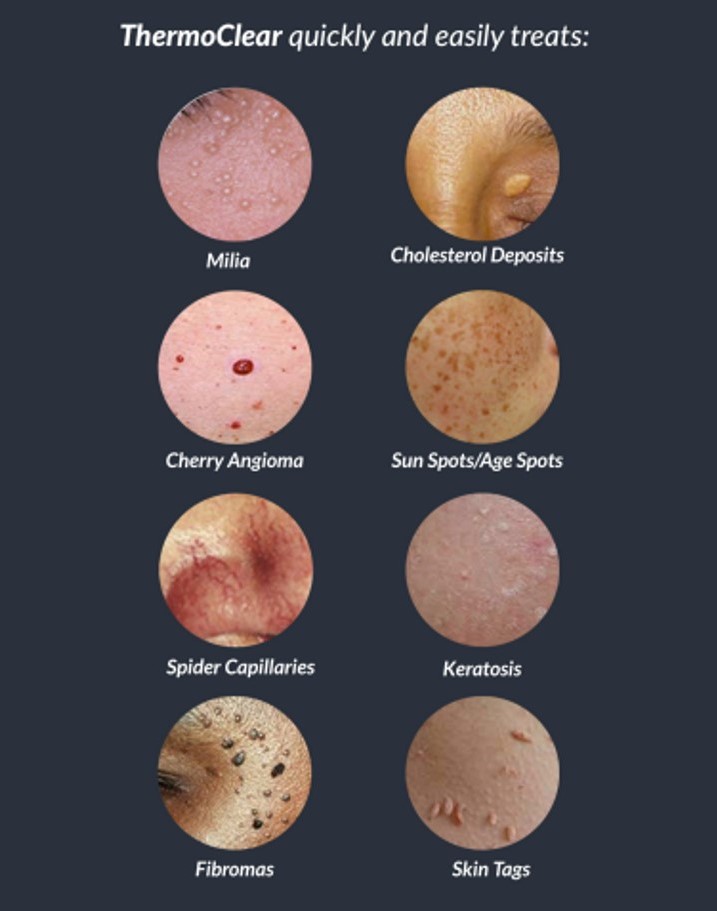 ThermoClear quickly and easily treats:
Milia
Cholesterol Deposits
Cherry Angioma
Sun Spots/Age Spots
Spider Capillaries
Keratosis
Fibromas
Skin Tags